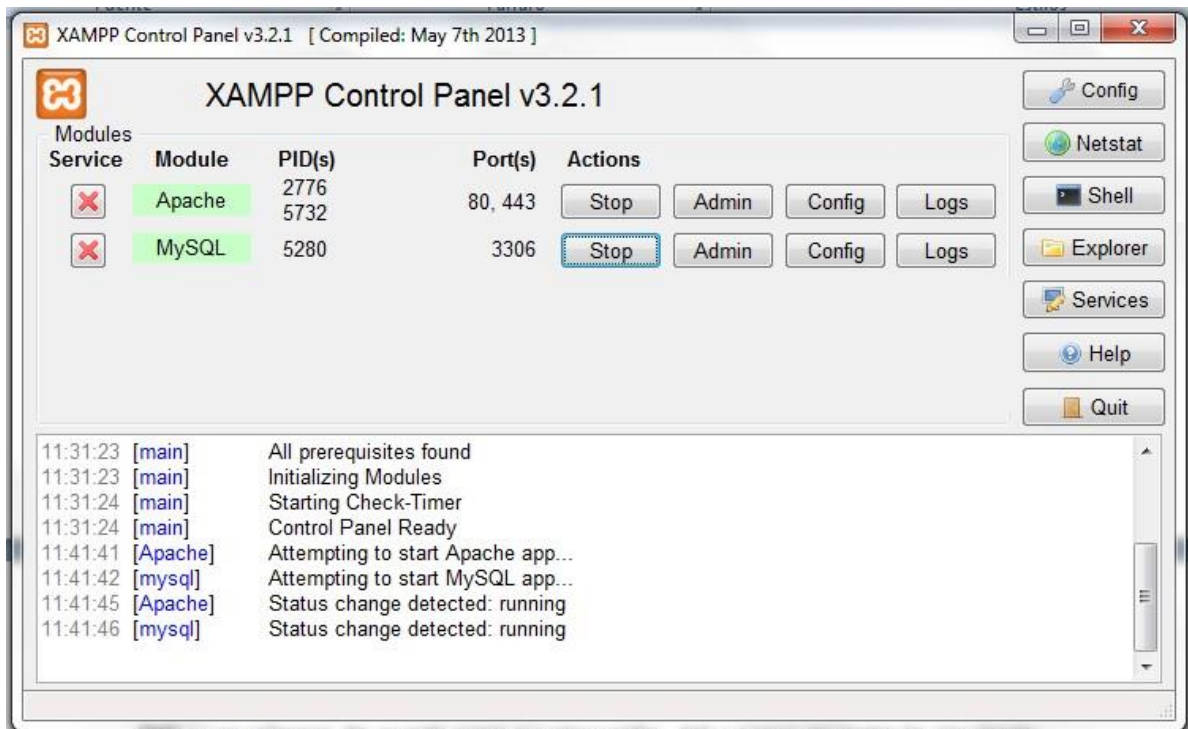 XAMPP Control Panel v3.2.1 [ Compiled: May 7th 2013 ]
XAMPP Control Panel v3.2.1
Config
Netstat
Shell
Explorer
Services
Help
Quit
Modules
Service Module PID(s) Port(s) Actions
Apache 2776 5732 80, 443 Stop Admin Config Logs
MySQL 5280 3306 Stop Admin Config Logs
11:31:23 [main] All prerequisites found
11:31:23 [main] Initializing Modules
11:31:24 [main] Starting Check-Timer
11:31:24 [main] Control Panel Ready
11:41:41 [Apache] Attempting to start Apache app...
11:41:42 [mysql] Attempting to start MySQL app...
11:41:45 [Apache] Status change detected: running
11:41:46 [mysql] Status change detected: running